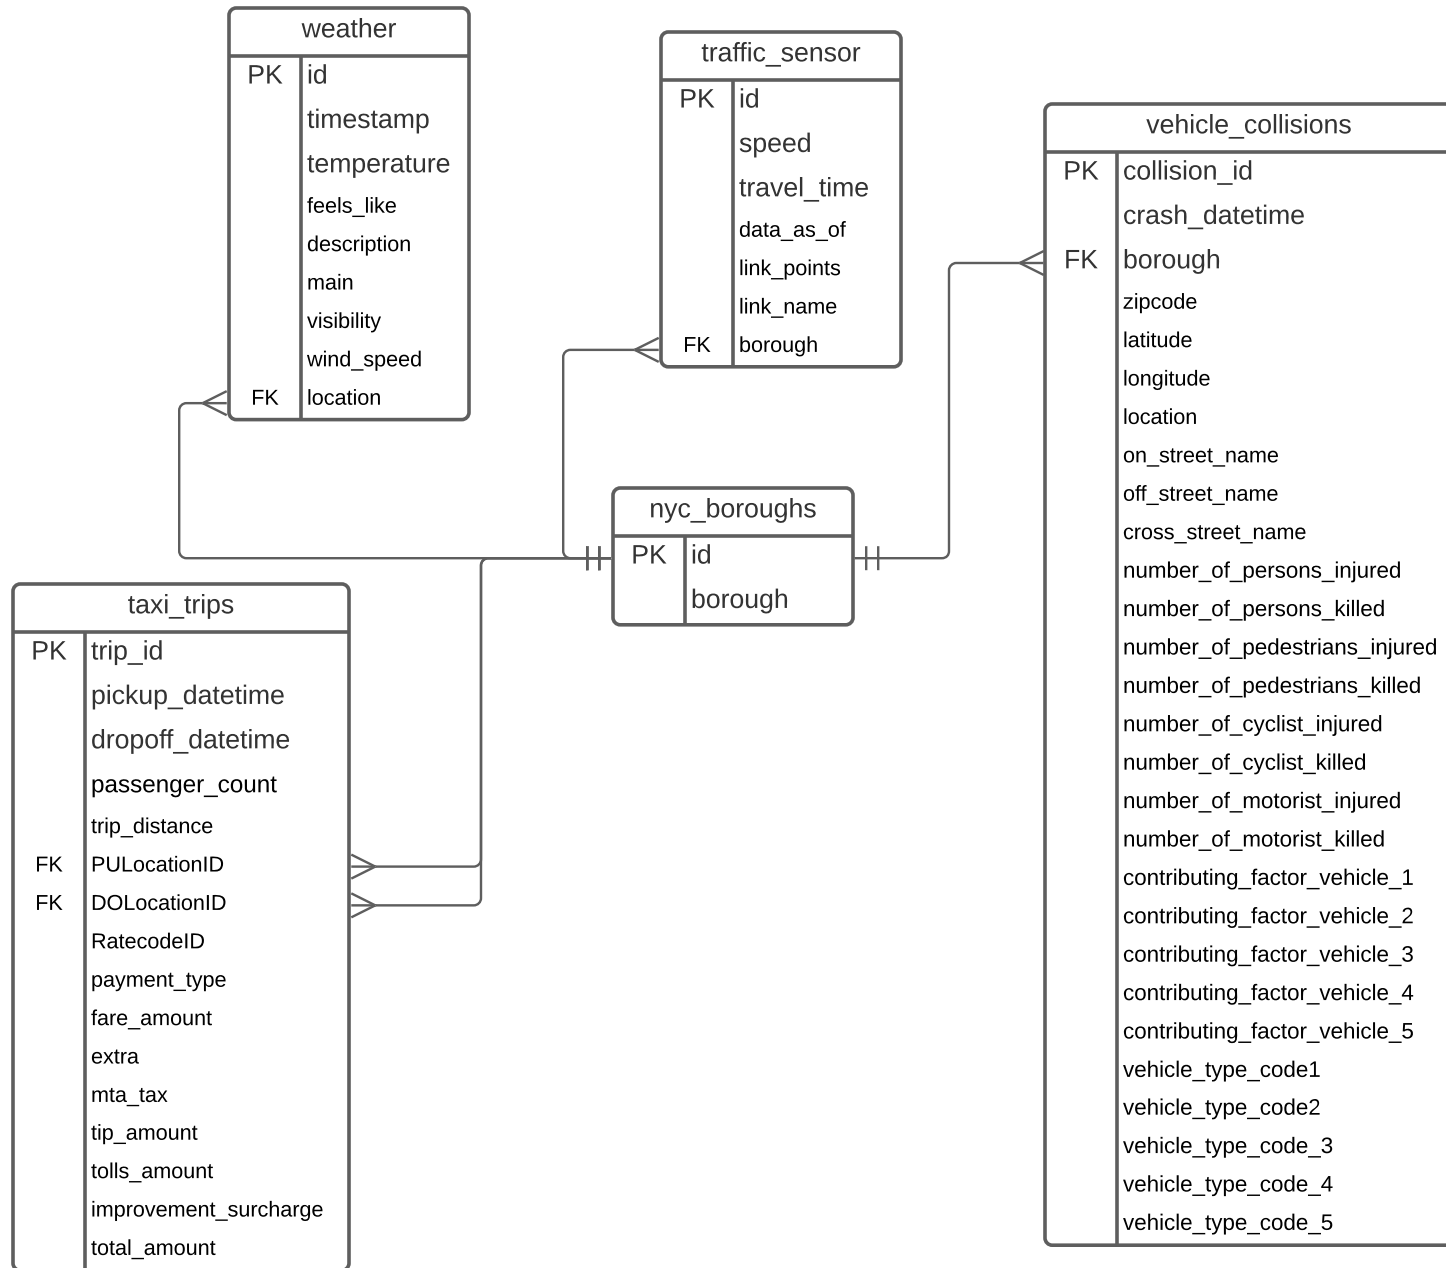 weather
PK id
timestamp
temperature
feels_like
description
main
visibility
wind_speed
FK location
traffic_sensor
PK id
speed
travel_time
data_as_of
link_points
link_name
FK borough
vehicle_collisions
PK collision_id
crash_datetime
FK borough
zipcode
latitude
longitude
location
on_street_name
off_street_name
cross_street_name
number_of_persons_injured
number_of_persons_killed
number_of_pedestrians_injured
number_of_pedestrians_killed
number_of_cyclist_injured
number_of_cyclist_killed
number_of_motorist_injured
number_of_motorist_killed
contributing_factor_vehicle_1
contributing_factor_vehicle_2
contributing_factor_vehicle_3
contributing_factor_vehicle_4
contributing_factor_vehicle_5
vehicle_type_code1
vehicle_type_code2
vehicle_type_code_3
vehicle_type_code_4
vehicle_type_code_5
nyc_boroughs
PK id
borough
taxi_trips
PK trip_id
pickup_datetime
dropoff_datetime
passenger_count
trip_distance
FK PULocationID
FK DOLocationID
RatecodeID
payment_type
fare_amount
extra
mta_tax
tip_amount
tolls_amount
improvement_surcharge
total_amount